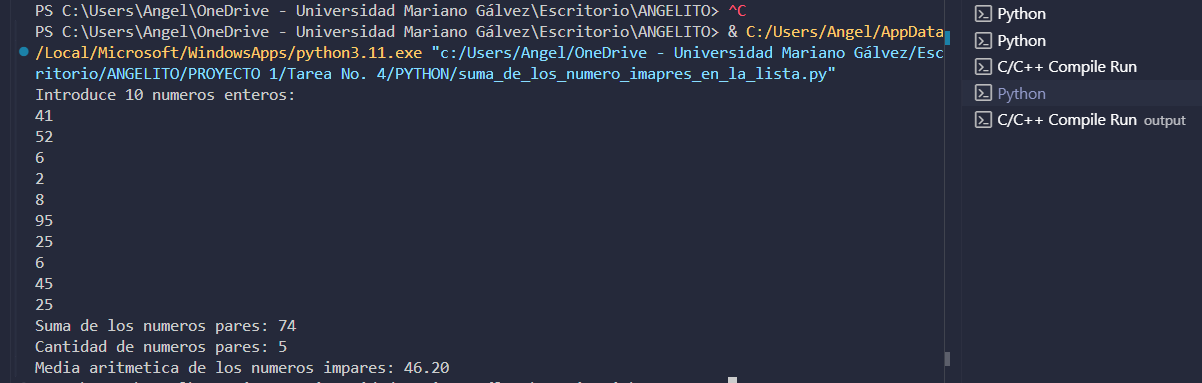 PS C:\Users\Angel\OneDrive - Universidad Mariano Gálvez\Escritorio\ANGELITO> ^C
PS C:\Users\Angel\OneDrive - Universidad Mariano Gálvez\Escritorio\ANGELITO> & C:/Users/Angel/AppData
/Local/Microsoft/WindowsApps/python3.11.exe "c:/Users/Angel/OneDrive - Universidad Mariano Gálvez/Esc
ritorio/ANGELITO/PROYECTO 1/Tarea No. 4/PYTHON/suma_de_los_numero_imapres_en_la_lista.py"
Introduce 10 numeros enteros:
41
52
6
2
8
95
25
6
45
25
Suma de los numeros pares: 74
Cantidad de numeros pares: 5
Media aritmetica de los numeros impares: 46.20
Python
Python
C/C++ Compile Run
Python
C/C++ Compile Run output